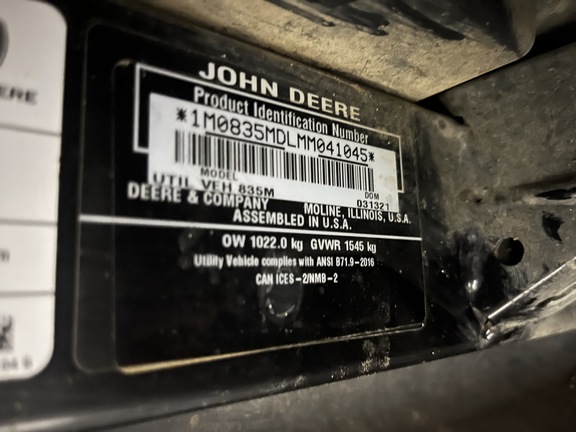 JOHN DEERE
Product Identification Number
*1M0835MDLMM041045*
MODEL DOM
UTIL VEH 835M 031321
DEERE & COMPANY MOLINE, ILLINOIS, U.S.A.
ASSEMBLED IN U.S.A.
OW 1022.0 kg GVWR 1545 kg
Utility Vehicle complies with ANSI B71.9-2016
CAN ICES-2/NMB-2